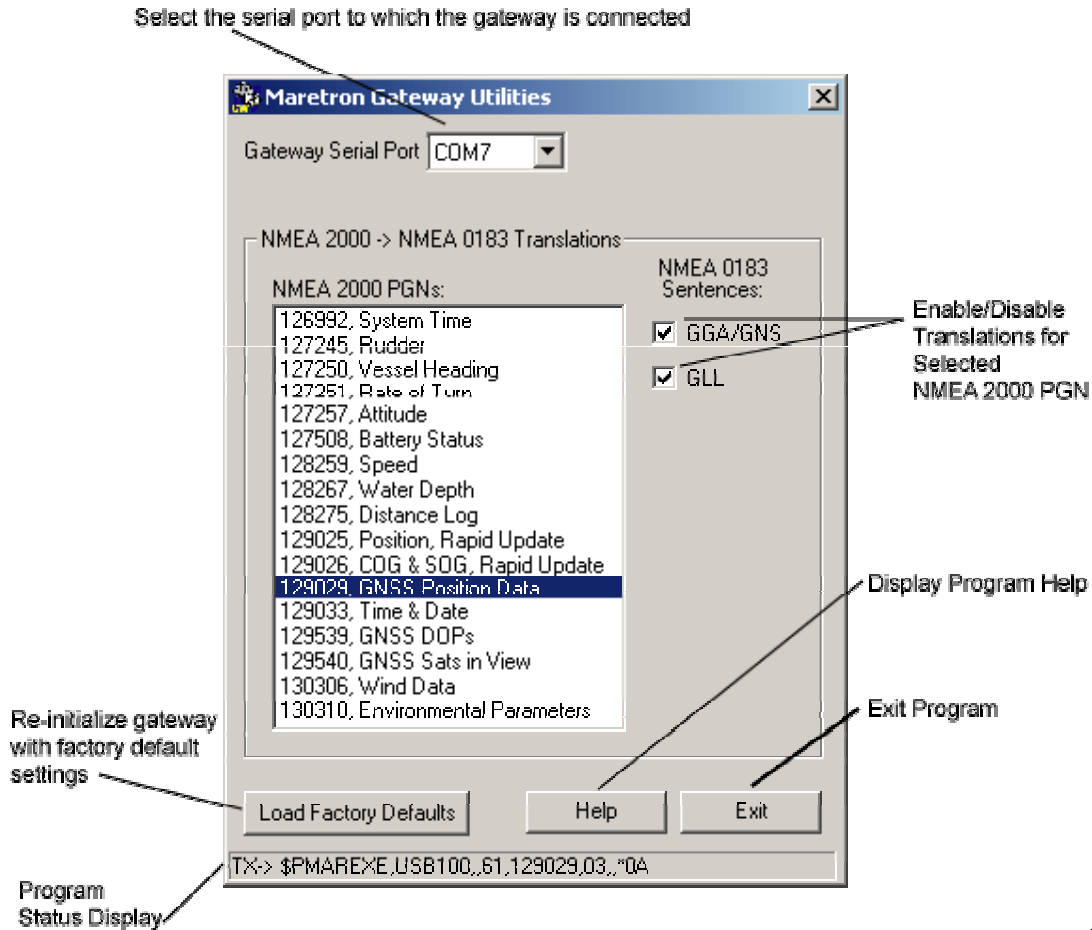 Select the serial port to which the gateway is connected
Maretron Gateway Utilities
Gateway Serial Port COM7
NMEA 2000 -> NMEA 0183 Translations
NMEA 2000 PGNs:
NMEA 0183
Sentences:
126992, System Time
127245, Rudder
127250, Vessel Heading
127251, Rate of Turn
127257, Attitude
127508, Battery Status
128259, Speed
128267, Water Depth
128275, Distance Log
129025, Position, Rapid Update
129026, COG & SOG, Rapid Update
129029, GNSS Position Data
129033, Time & Date
129539, GNSS DOPs
129540, GNSS Sats in View
130306, Wind Data
130310, Environmental Parameters
GGA/GNS
GLL
Enable/Disable
Translations for
Selected
NMEA 2000 PGN
Display Program Help
Exit Program
Re-initialize gateway
with factory default
settings
Load Factory Defaults
Help
Exit
TX-> $PMAREXE,USB100,,61,129029,03,,*0A
Program
Status Display